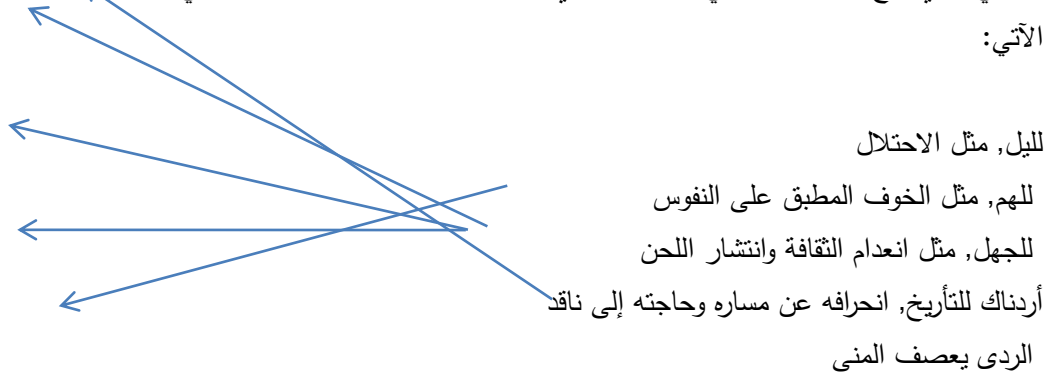 الآتي:
لليل, مثل الاحتلال
للهم, مثل الخوف المطبق على النفوس
للجهل, مثل انعدام الثقافة وانتشار اللحن
أردناك للتأريخ, انحرافه عن مساره وحاجته إلى ناقد
الردى يعصف المنى